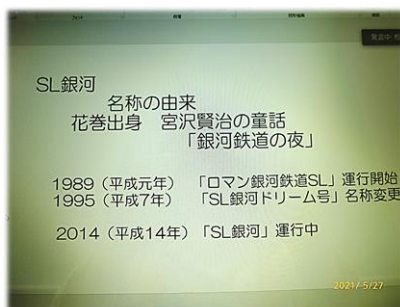 SL銀河
名称の由来
花巻出身 宮沢賢治の童話
「銀河鉄道の夜」
1989（平成元年） 「ロマン銀河鉄道SL」運行開始
1995（平成7年） 「SL銀河ドリーム号」名称変更
2014（平成14年）「SL銀河」運行中
2021/5/27